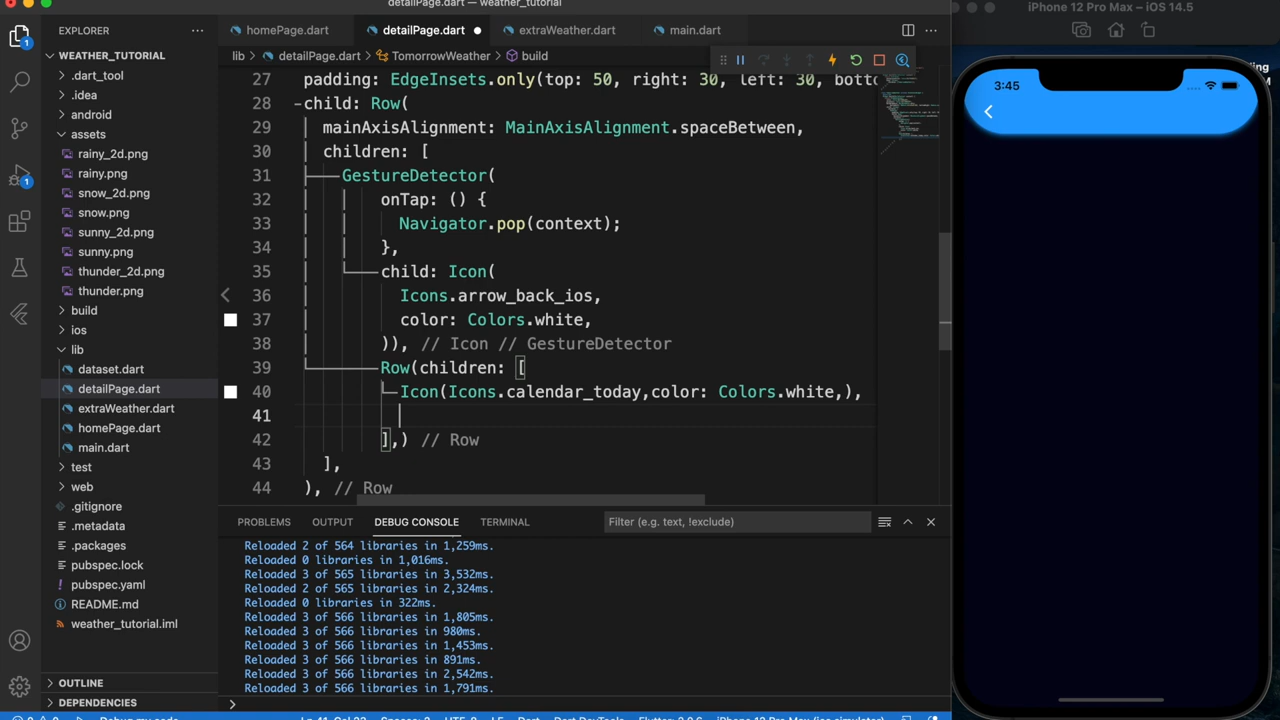 detailPage.dart — weather_tutorial
iPhone 12 Pro Max – iOS 14.5
EXPLORER
homePage.dart
detailPage.dart
extraWeather.dart
main.dart
WEATHER_TUTORIAL
lib > detailPage.dart > TomorrowWeather > build
.dart_tool
.idea
android
assets
rainy_2d.png
rainy.png
snow_2d.png
snow.png
sunny_2d.png
sunny.png
thunder_2d.png
thunder.png
build
ios
lib
dataset.dart
detailPage.dart
extraWeather.dart
homePage.dart
main.dart
test
web
.gitignore
.metadata
.packages
pubspec.lock
pubspec.yaml
README.md
weather_tutorial.iml
OUTLINE
DEPENDENCIES
27 padding: EdgeInsets.only(top: 50, right: 30, left: 30, botto
28 child: Row(
29 mainAxisAlignment: MainAxisAlignment.spaceBetween,
30 children: [
31 GestureDetector(
32 onTap: () {
33 Navigator.pop(context);
34 },
35 child: Icon(
36 Icons.arrow_back_ios,
37 color: Colors.white,
38 )), // Icon // GestureDetector
39 Row(children: [
40 Icon(Icons.calendar_today,color: Colors.white,),
41
42 ],) // Row
43 ],
44 ), // Row
PROBLEMS OUTPUT DEBUG CONSOLE TERMINAL Filter (e.g. text, !exclude)
Reloaded 2 of 564 libraries in 1,259ms.
Reloaded 0 libraries in 1,016ms.
Reloaded 3 of 565 libraries in 3,532ms.
Reloaded 2 of 565 libraries in 2,324ms.
Reloaded 0 libraries in 322ms.
Reloaded 3 of 566 libraries in 1,805ms.
Reloaded 3 of 566 libraries in 980ms.
Reloaded 3 of 566 libraries in 1,453ms.
Reloaded 3 of 566 libraries in 891ms.
Reloaded 3 of 566 libraries in 2,542ms.
Reloaded 3 of 566 libraries in 1,791ms.
3:45